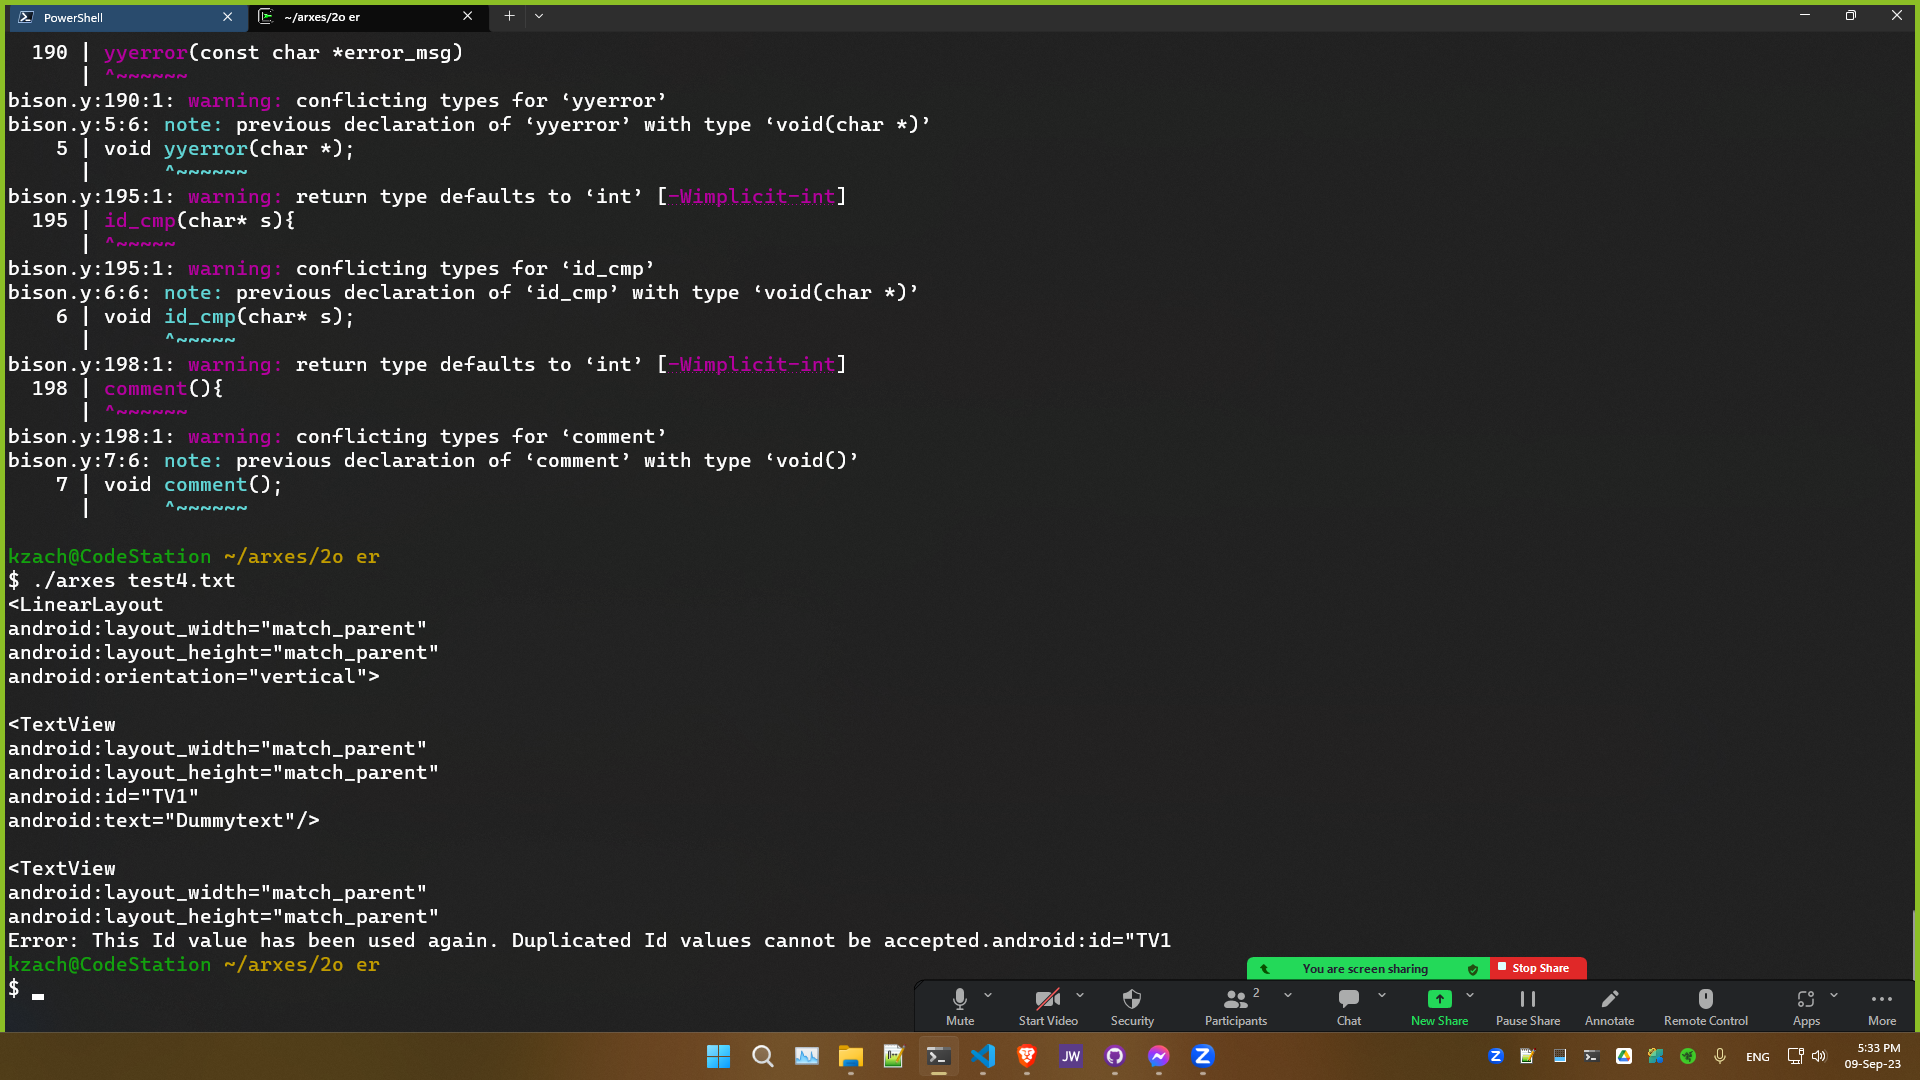 PowerShell
~/arxes/2o er
190 | yyerror(const char *error_msg)
| ^~~~~~~
bison.y:190:1: warning: conflicting types for ‘yyerror’
bison.y:5:6: note: previous declaration of ‘yyerror’ with type ‘void(char *)’
5 | void yyerror(char *);
| ^~~~~~~
bison.y:195:1: warning: return type defaults to ‘int’ [-Wimplicit-int]
195 | id_cmp(char* s){
| ^~~~~~
bison.y:195:1: warning: conflicting types for ‘id_cmp’
bison.y:6:6: note: previous declaration of ‘id_cmp’ with type ‘void(char *)’
6 | void id_cmp(char* s);
| ^~~~~~
bison.y:198:1: warning: return type defaults to ‘int’ [-Wimplicit-int]
198 | comment(){
| ^~~~~~~
bison.y:198:1: warning: conflicting types for ‘comment’
bison.y:7:6: note: previous declaration of ‘comment’ with type ‘void()’
7 | void comment();
| ^~~~~~~
kzach@CodeStation ~/arxes/2o er
$ ./arxes test4.txt
<LinearLayout
android:layout_width="match_parent"
android:layout_height="match_parent"
android:orientation="vertical">
<TextView
android:layout_width="match_parent"
android:layout_height="match_parent"
android:id="TV1"
android:text="Dummytext"/>
<TextView
android:layout_width="match_parent"
android:layout_height="match_parent"
Error: This Id value has been used again. Duplicated Id values cannot be accepted.android:id="TV1
kzach@CodeStation ~/arxes/2o er
$
You are screen sharing
Stop Share
Mute
Start Video
Security
2
Participants
Chat
New Share
Pause Share
Annotate
Remote Control
Apps
More
JW
ENG
5:33 PM
09-Sep-23